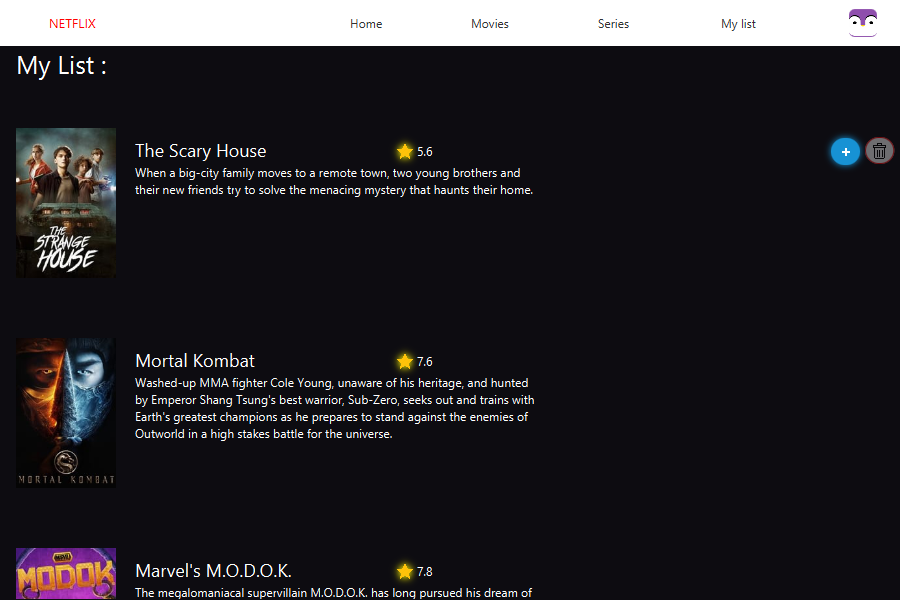 NETFLIX
Home
Movies
Series
My list
My List :
THE
STRANGE
HOUSE
The Scary House
5.6
When a big-city family moves to a remote town, two young brothers and
their new friends try to solve the menacing mystery that haunts their home.
+
MORTAL KOMBAT
Mortal Kombat
7.6
Washed-up MMA fighter Cole Young, unaware of his heritage, and hunted
by Emperor Shang Tsung's best warrior, Sub-Zero, seeks out and trains with
Earth's greatest champions as he prepares to stand against the enemies of
Outworld in a high stakes battle for the universe.
MARVEL
MODOK
Marvel's M.O.D.O.K.
7.8
The megalomaniacal supervillain M.O.D.O.K. has long pursued his dream of